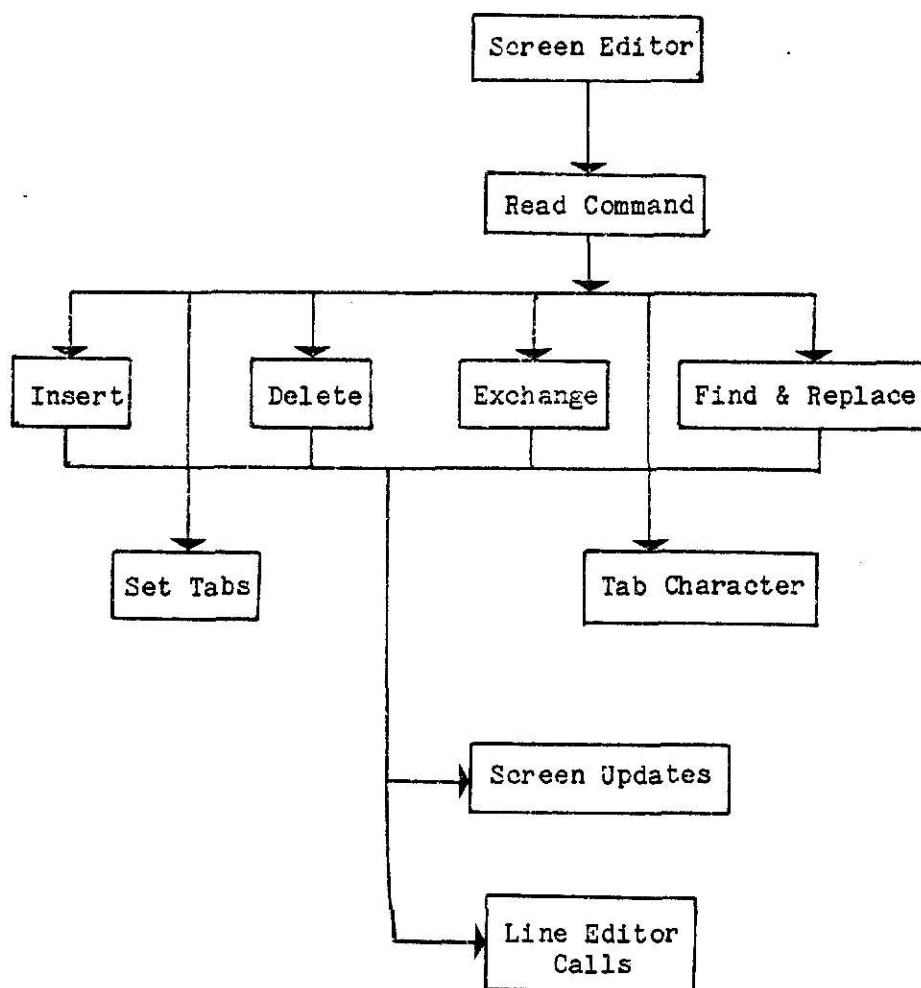 Screen Editor
Read Command
Insert
Delete
Exchange
Find & Replace
Set Tabs
Tab Character
Screen Updates
Line Editor
Calls